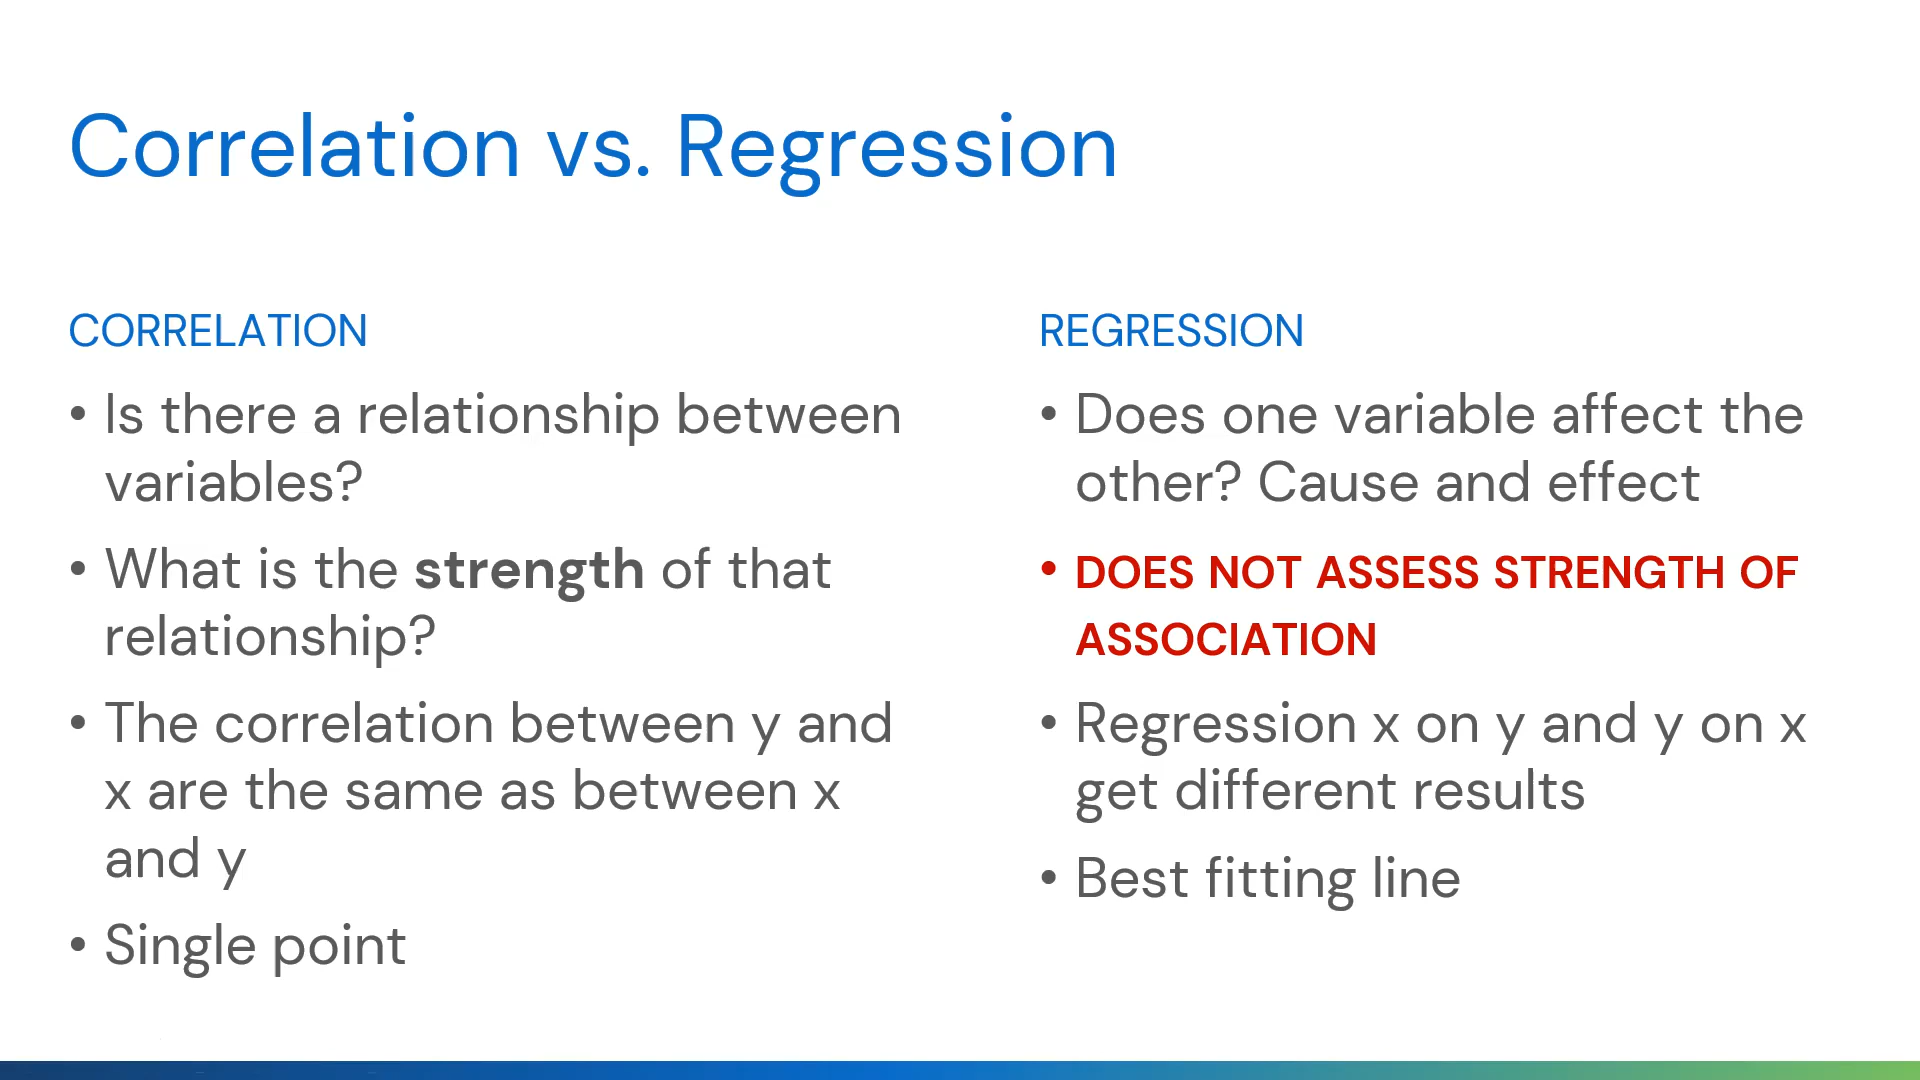 Correlation vs. Regression
CORRELATION
• Is there a relationship between
variables?
• What is the strength of that
relationship?
• The correlation between y and
x are the same as between x
and y
• Single point
REGRESSION
• Does one variable affect the
other? Cause and effect
• DOES NOT ASSESS STRENGTH OF
ASSOCIATION
• Regression x on y and y on x
get different results
• Best fitting line